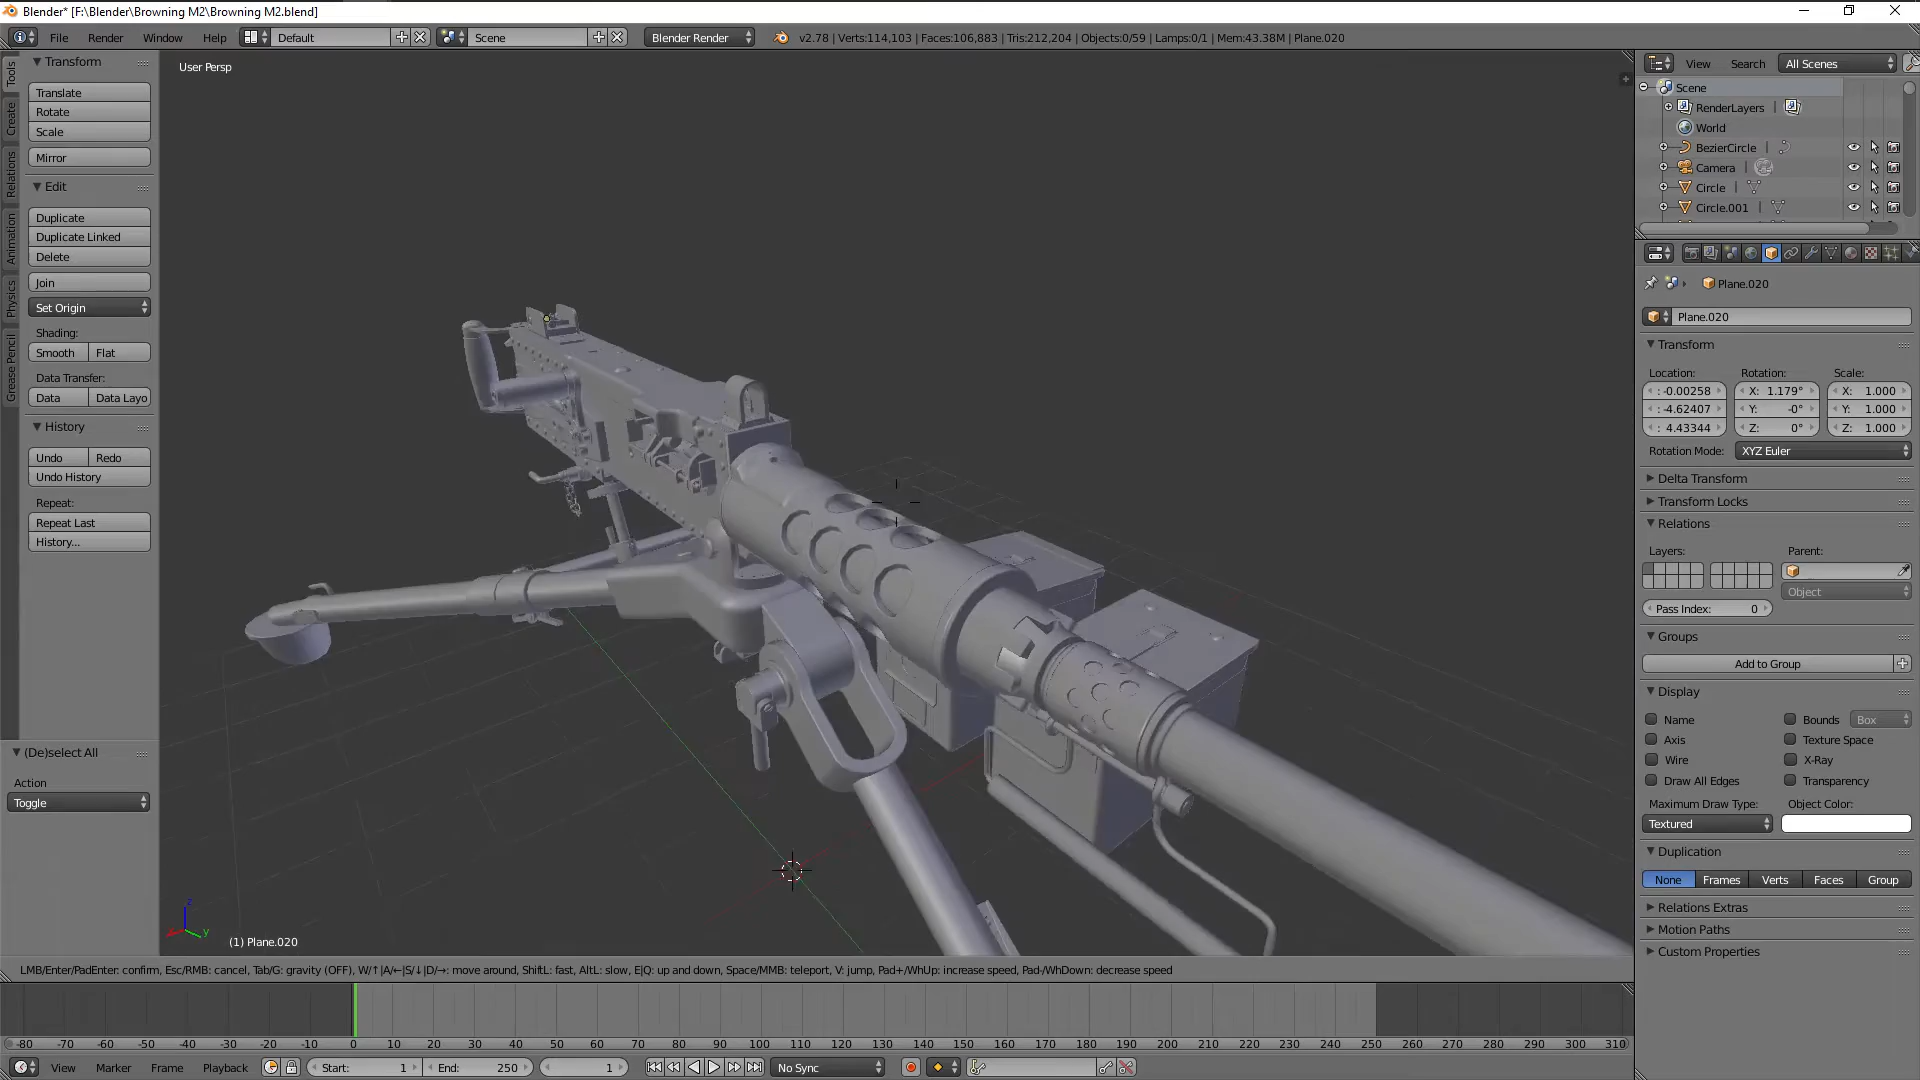 Blender* [F:\Blender\Browning M2\Browning M2.blend]
File Render Window Help Default Scene Blender Render v2.78 | Verts:114,103 | Faces:106,883 | Tris:212,204 | Objects:0/59 | Lamps:0/1 | Mem:43.38M | Plane.020
Tools
Create
Relations
Animation
Physics
Grease Pencil
Transform
Translate
Rotate
Scale
Mirror
Edit
Duplicate
Duplicate Linked
Delete
Join
Set Origin
Shading:
Smooth Flat
Data Transfer:
Data Data Layo
History
Undo Redo
Undo History
Repeat:
Repeat Last
History...
(De)select All
Action
Toggle
User Persp
z
x y
(1) Plane.020
LMB/Enter/PadEnter: confirm, Esc/RMB: cancel, Tab/G: gravity (OFF), W/↑|A/←|S/↓|D/→: move around, ShiftL: fast, AltL: slow, E|Q: up and down, Space/MMB: teleport, V: jump, Pad+/WhUp: increase speed, Pad-/WhDown: decrease speed
-80 -70 -60 -50 -40 -30 -20 -10 0 10 20 30 40 50 60 70 80 90 100 110 120 130 140 150 160 170 180 190 200 210 220 230 240 250 260 270 280 290 300 310
View Marker Frame Playback Start: 1 End: 250 1 No Sync
View Search All Scenes
Scene
RenderLayers
World
BezierCircle
Camera
Circle
Circle.001
Plane.020
Plane.020
Transform
Location: Rotation: Scale:
: -0.00258 X: 1.179° X: 1.000
: -4.62407 Y: -0° Y: 1.000
: 4.43344 Z: 0° Z: 1.000
Rotation Mode: XYZ Euler
Delta Transform
Transform Locks
Relations
Layers: Parent:
Object
Pass Index: 0
Groups
Add to Group
Display
Name Bounds Box
Axis Texture Space
Wire X-Ray
Draw All Edges Transparency
Maximum Draw Type: Object Color:
Textured
Duplication
None Frames Verts Faces Group
Relations Extras
Motion Paths
Custom Properties